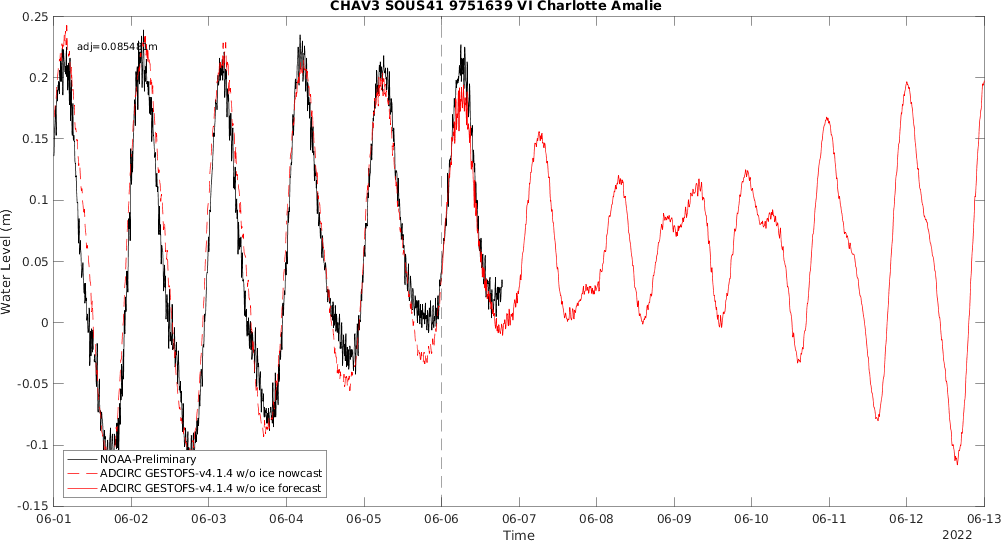 CHAV3 SOUS41 9751639 VI Charlotte Amalie
0.25
adj=0.08548
0.2
0.15
0.1
0.05
0
-0.05
-0.1
-0.15
Water Level (m)
NOAA-Preliminary
ADCIRC GESTOFS-v4.1.4 w/o ice nowcast
ADCIRC GESTOFS-v4.1.4 w/o ice forecast
06-01 06-02 06-03 06-04 06-05 06-06 06-07 06-08 06-09 06-10 06-11 06-12 06-13
Time
2022